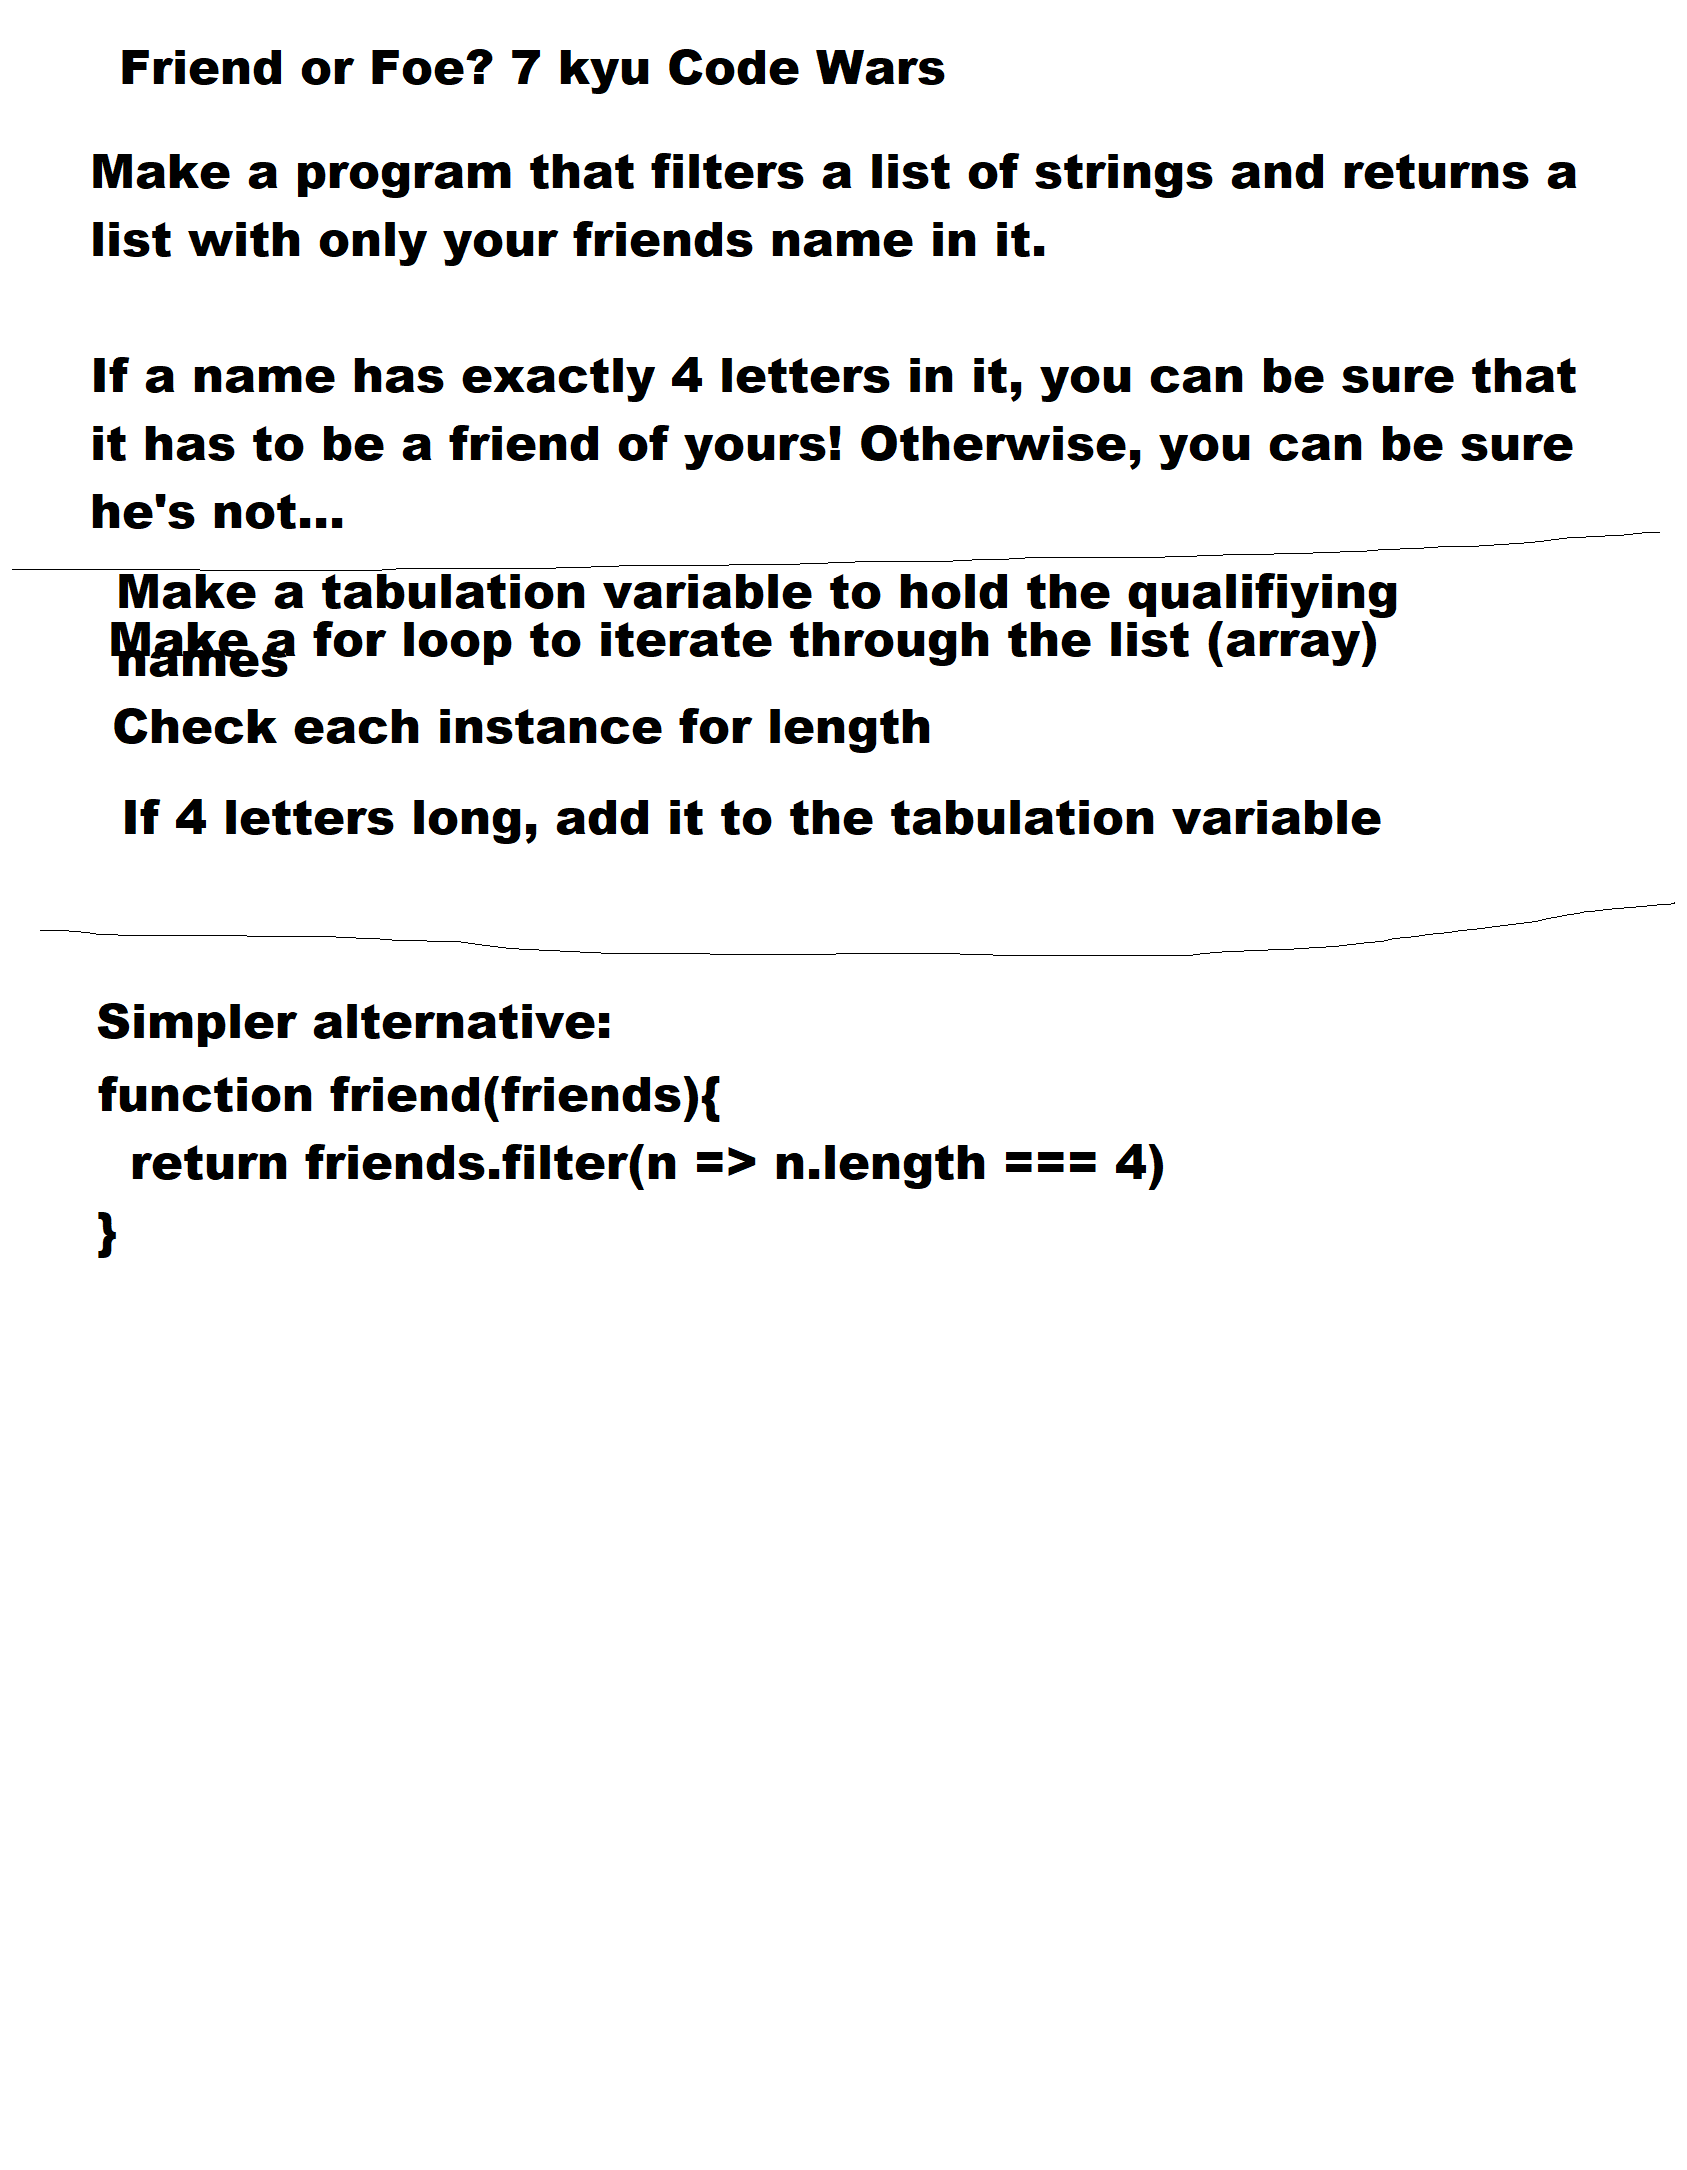 Friend or Foe? 7 kyu Code Wars
Make a program that filters a list of strings and returns a
list with only your friends name in it.
If a name has exactly 4 letters in it, you can be sure that
it has to be a friend of yours! Otherwise, you can be sure
he's not...
Make a tabulation variable to hold the qualifiying
names
Make a for loop to iterate through the list (array)
Check each instance for length
If 4 letters long, add it to the tabulation variable
Simpler alternative:
function friend(friends){
return friends.filter(n => n.length === 4)
}